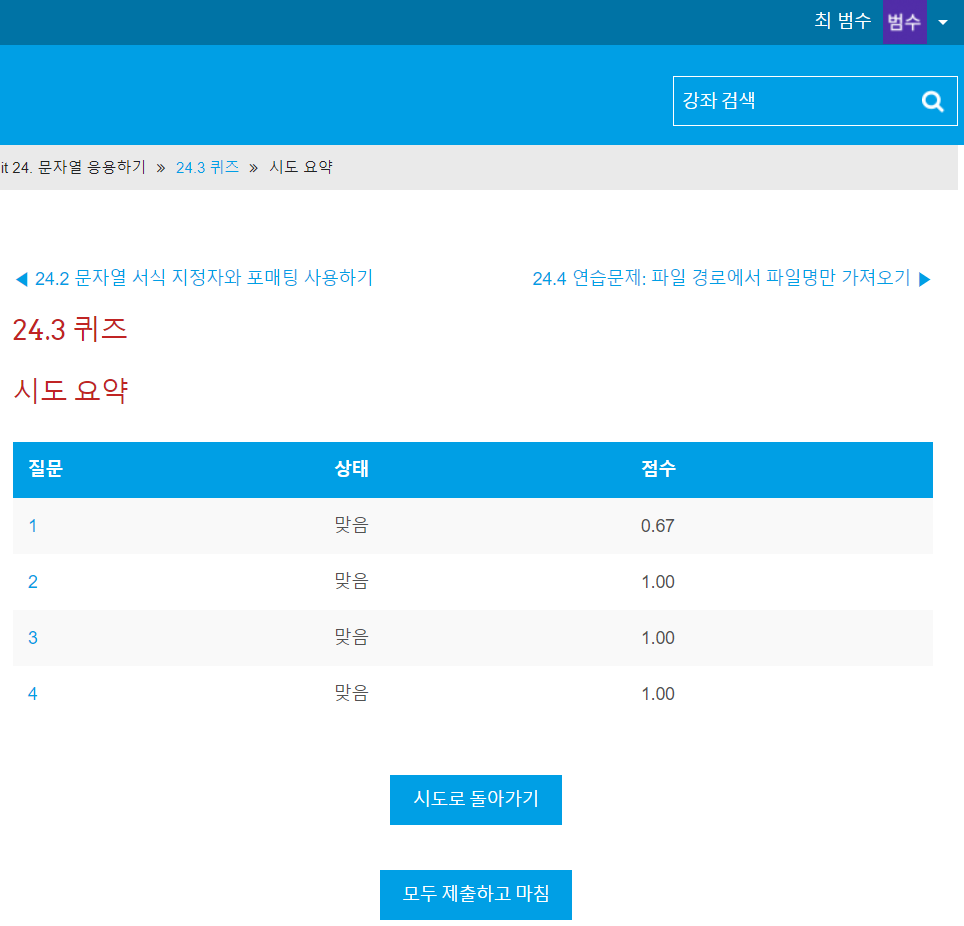 최 범수 범수
강좌 검색
it 24. 문자열 응용하기 » 24.3 퀴즈 » 시도 요약
◀ 24.2 문자열 서식 지정자와 포매팅 사용하기 24.4 연습문제: 파일 경로에서 파일명만 가져오기 ▶
24.3 퀴즈
시도 요약
질문 상태 점수
1 맞음 0.67
2 맞음 1.00
3 맞음 1.00
4 맞음 1.00
시도로 돌아가기
모두 제출하고 마침